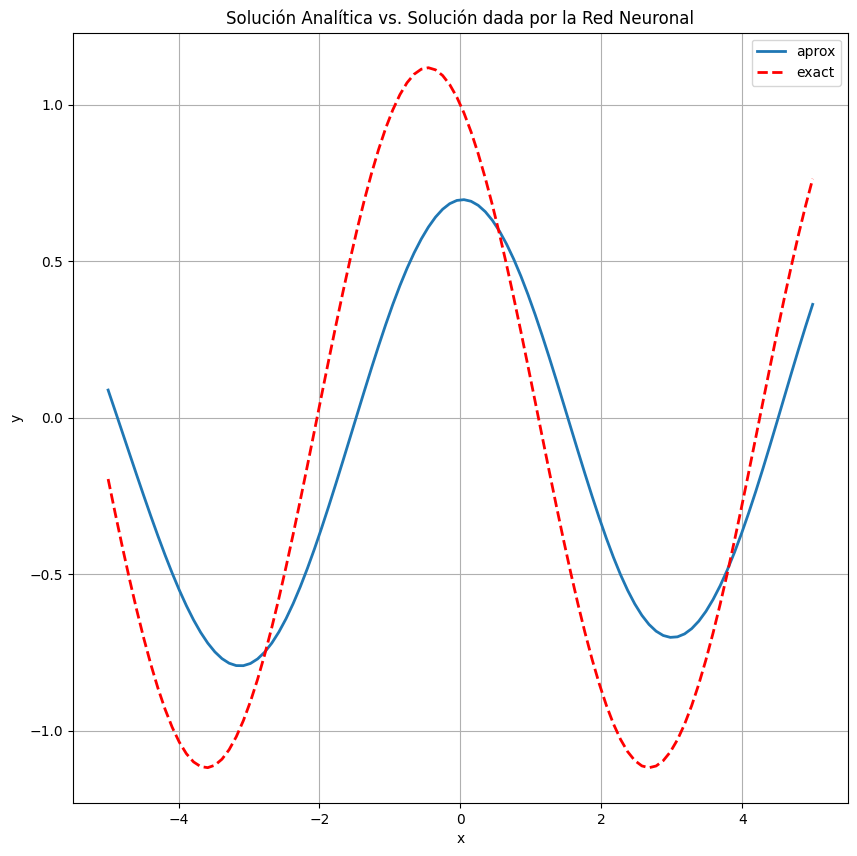 Solución Analítica vs. Solución dada por la Red Neuronal
aprox
exact
1.0
0.5
0.0
−0.5
−1.0
y
−4
−2
0
2
4
x